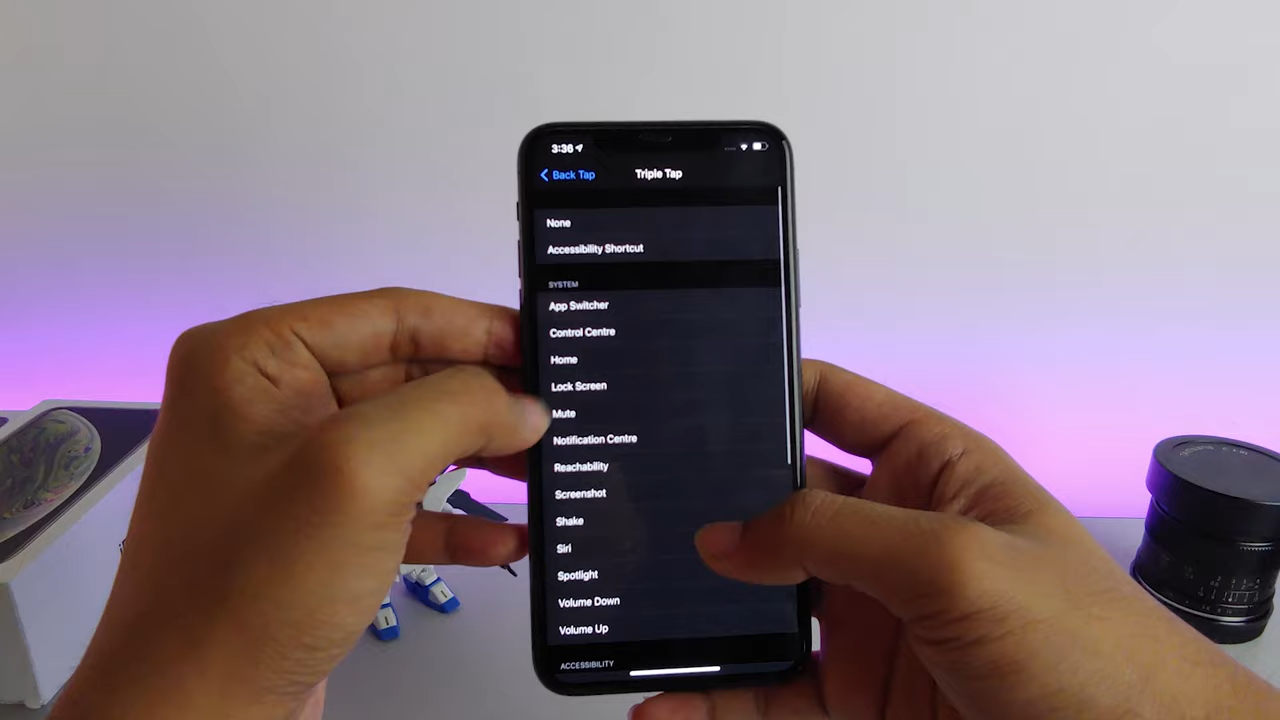 3:36
Back Tap
Triple Tap
None
Accessibility Shortcut
SYSTEM
App Switcher
Control Centre
Home
Lock Screen
Mute
Notification Centre
Reachability
Screenshot
Shake
Siri
Spotlight
Volume Down
Volume Up
ACCESSIBILITY